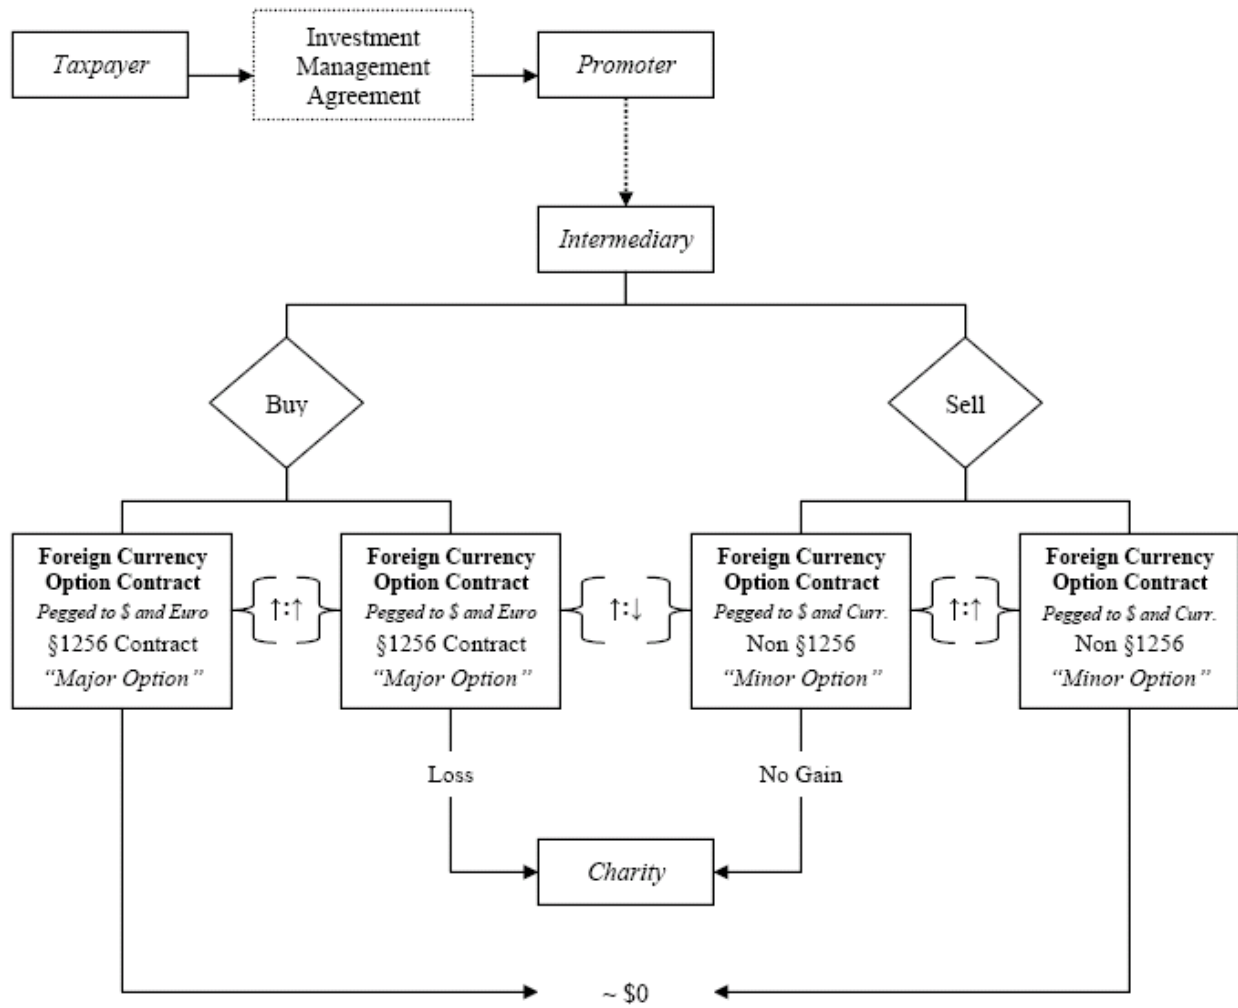 Taxpayer
Investment
Management
Agreement
Promoter
Intermediary
Buy
Sell
Foreign Currency
Option Contract
Pegged to $ and Euro
§1256 Contract
“Major Option”
↑:↑
Foreign Currency
Option Contract
Pegged to $ and Euro
§1256 Contract
“Major Option”
↑:↓
Foreign Currency
Option Contract
Pegged to $ and Curr.
Non §1256
“Minor Option”
↑:↑
Foreign Currency
Option Contract
Pegged to $ and Curr.
Non §1256
“Minor Option”
Loss
No Gain
Charity
~ $0